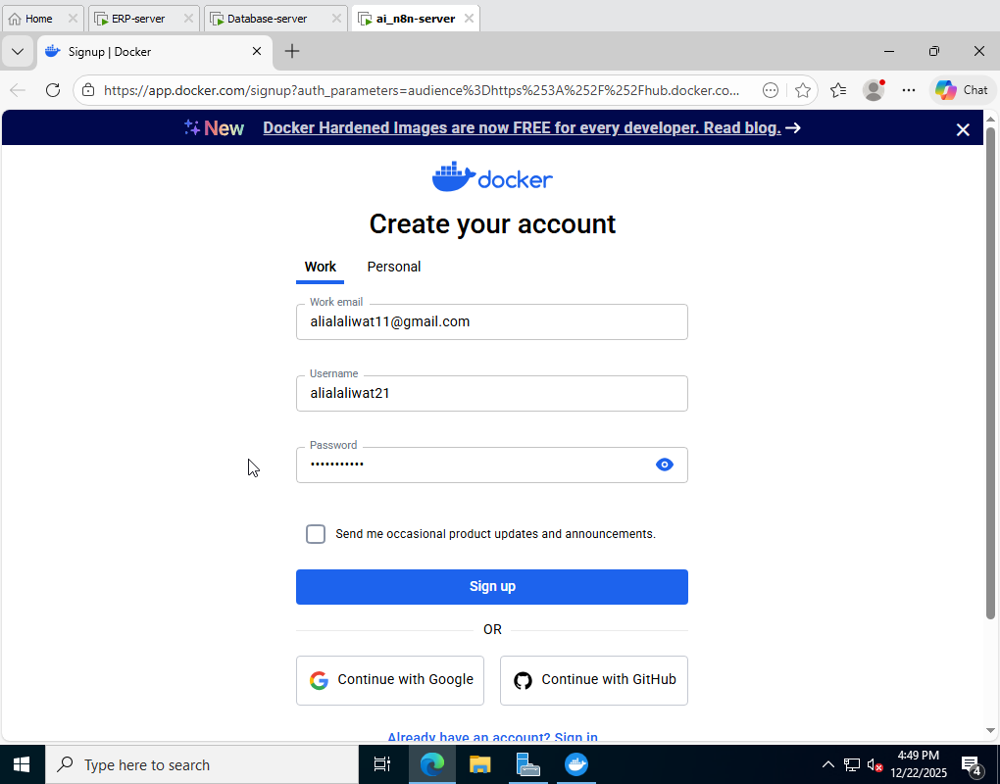 Home
ERP-server
Database-server
ai_n8n-server
Signup | Docker
https://app.docker.com/signup?auth_parameters=audience%3Dhttps%253A%252F%252Fhub.docker.co...
Chat
New Docker Hardened Images are now FREE for every developer. Read blog. →
docker
Create your account
Work Personal
Work email
alialaliwat11@gmail.com
Username
alialaliwat21
Password
•••••••••••
Send me occasional product updates and announcements.
Sign up
OR
Continue with Google
Continue with GitHub
Already have an account? Sign in
Type here to search
4:49 PM
12/22/2025
4